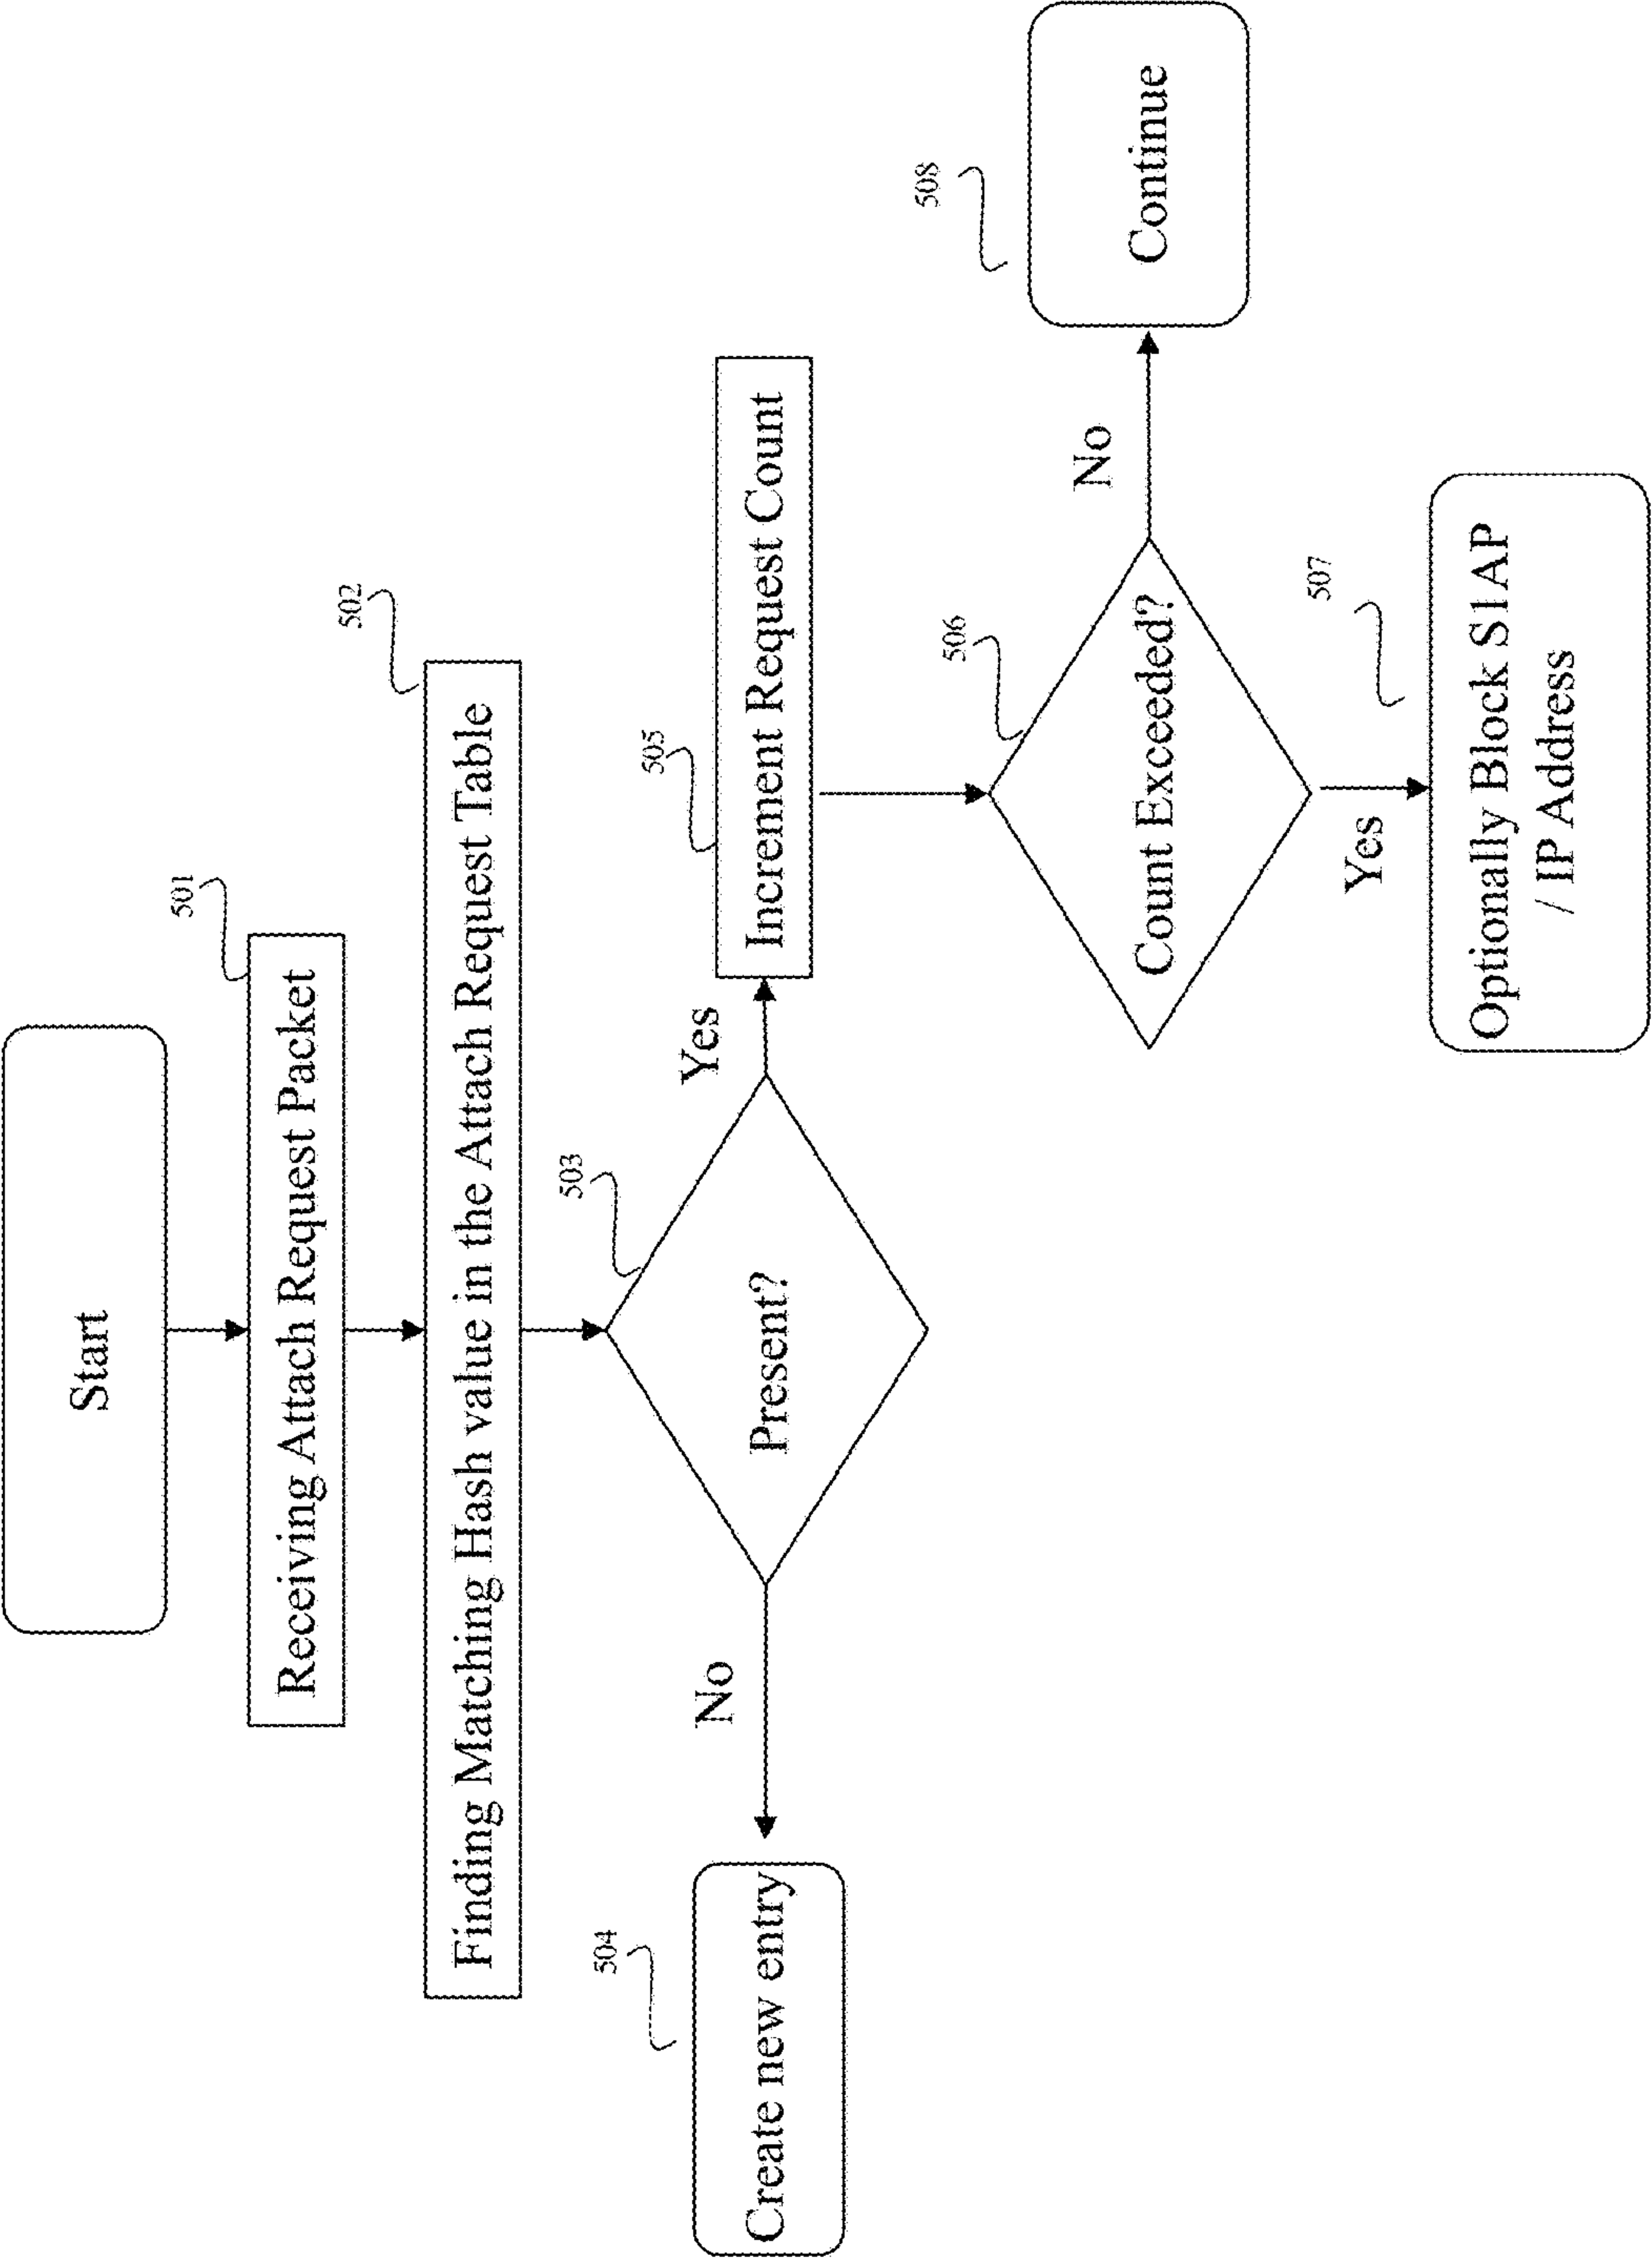 Start
501
Receiving Attach Request Packet
502
Finding Matching Hash value in the Attach Request Table
503
Present?
No
Yes
504
Create new entry
505
Increment Request Count
506
Count Exceeded?
No
508
Continue
Yes
507
Optionally Block S1AP
/ IP Address